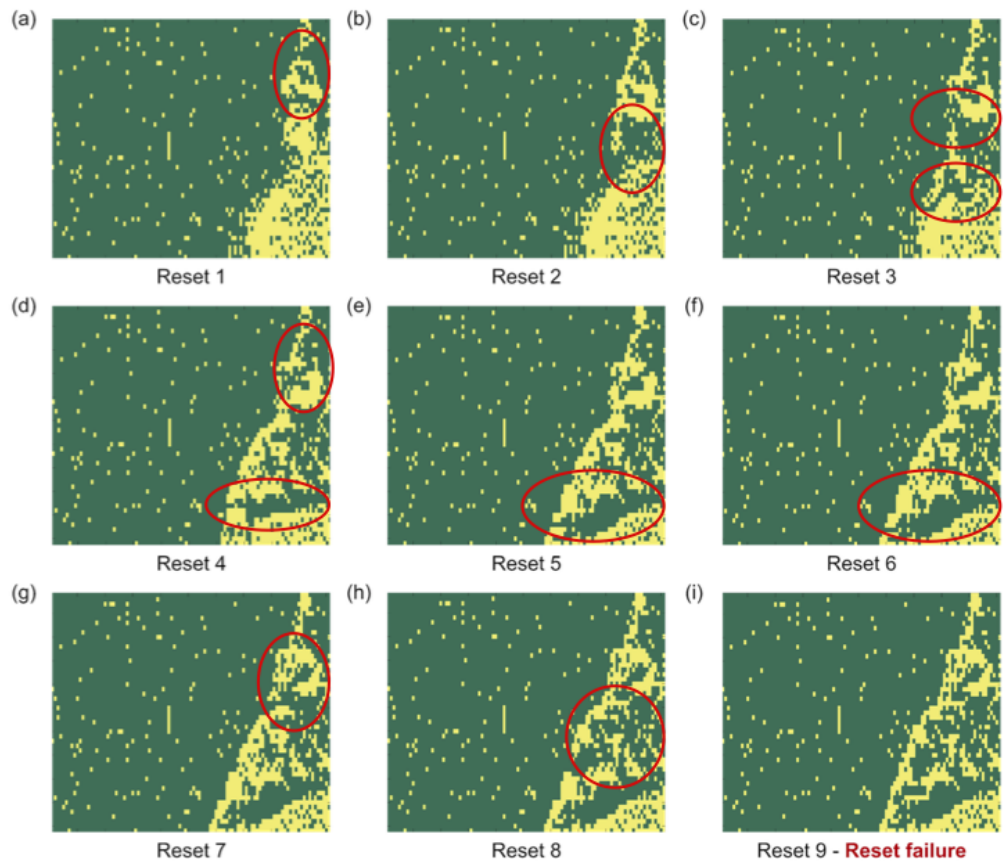 (a)
(b)
(c)
Reset 1
Reset 2
Reset 3
(d)
(e)
(f)
Reset 4
Reset 5
Reset 6
(g)
(h)
(i)
Reset 7
Reset 8
Reset 9 - Reset failure